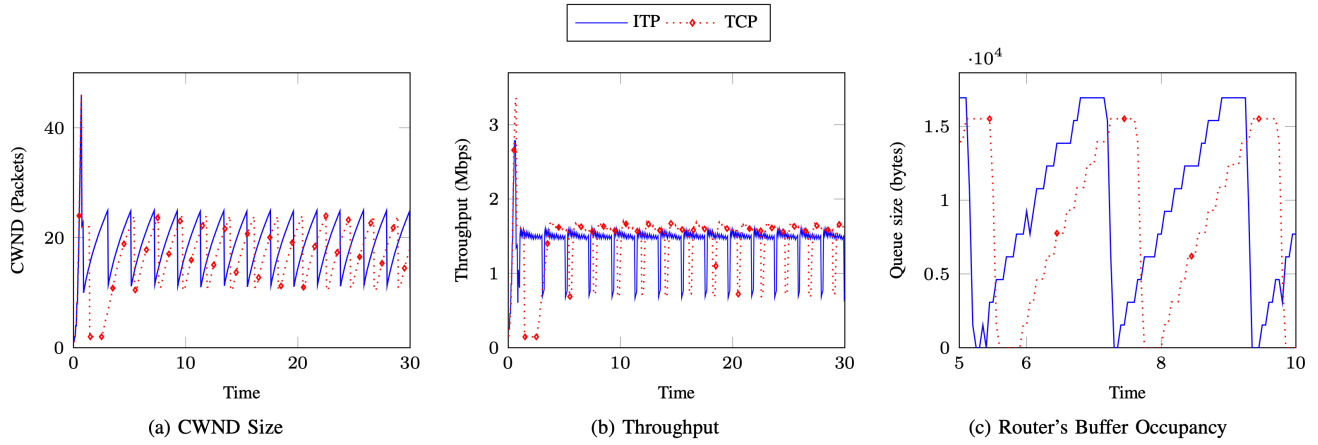 ITP TCP
CWND (Packets)
40
20
0
0 10 20 30
Time
(a) CWND Size
Throughput (Mbps)
3
2
1
0
0 10 20 30
Time
(b) Throughput
·10⁴
Queue size (bytes)
1.5
1
0.5
0
5 6 8 10
Time
(c) Router's Buffer Occupancy